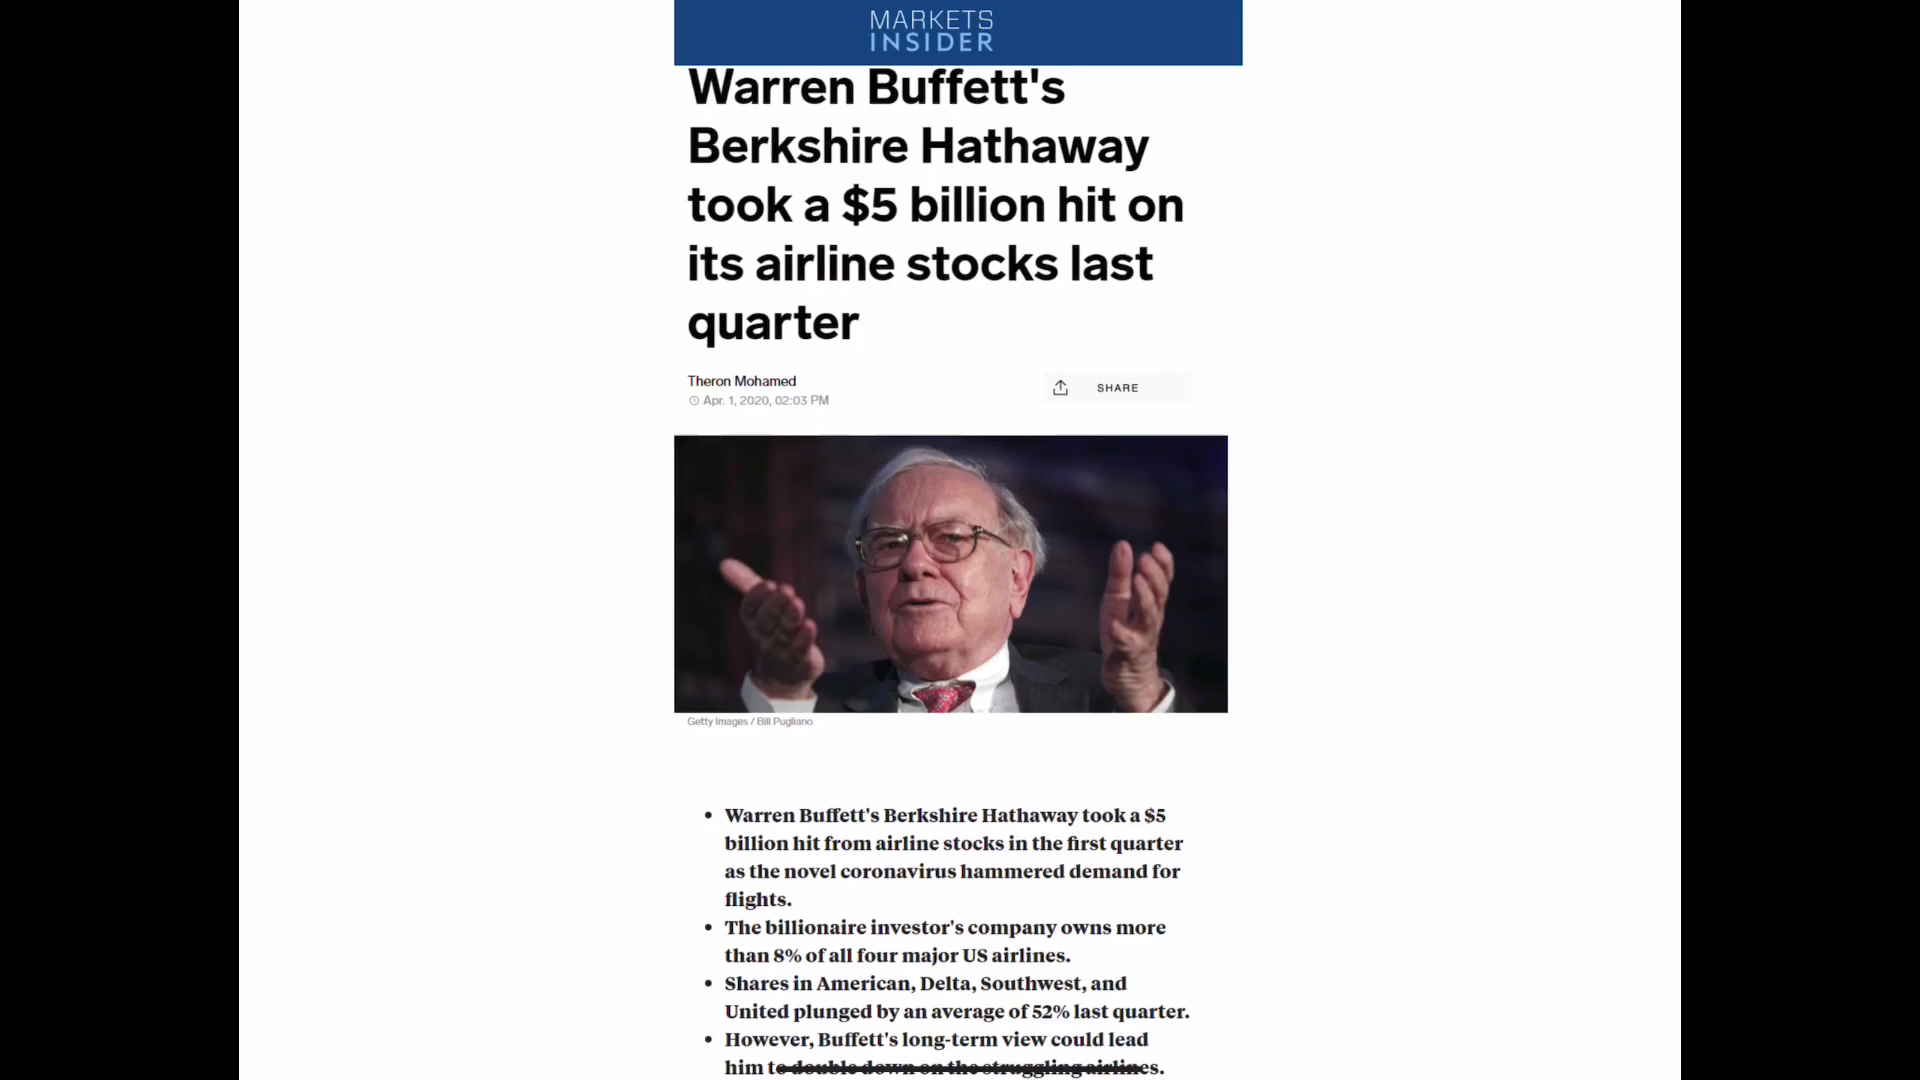 MARKETS
INSIDER
Warren Buffett's
Berkshire Hathaway
took a $5 billion hit on
its airline stocks last
quarter
Theron Mohamed
SHARE
Apr. 1, 2020, 02:03 PM
Getty Images / Bill Pugliano
• Warren Buffett's Berkshire Hathaway took a $5
billion hit from airline stocks in the first quarter
as the novel coronavirus hammered demand for
flights.
• The billionaire investor's company owns more
than 8% of all four major US airlines.
• Shares in American, Delta, Southwest, and
United plunged by an average of 52% last quarter.
• However, Buffett's long-term view could lead
him to double down on the struggling airlines.